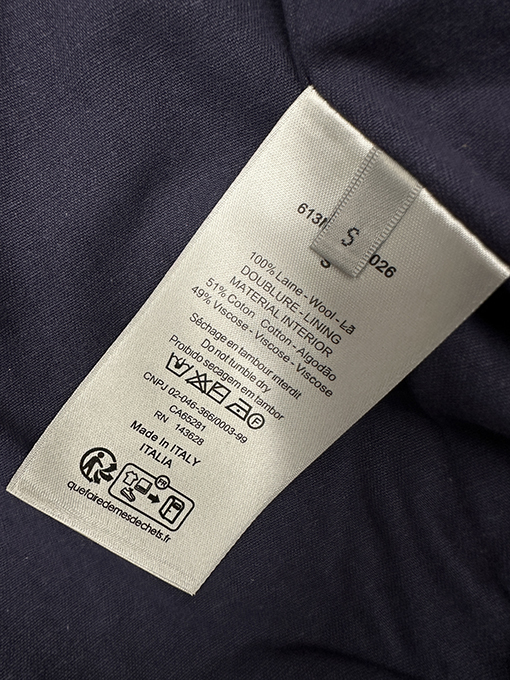 S
026
100% Laine - Wool - Lã
DOUBLURE - LINING
MATERIAL INTERIOR
51% Coton Cotton - Algodão
49% Viscose - Viscose - Viscose
Séchage en tambour interdit
Do not tumble dry
Proibido secagem em tambor
F
CNPJ 02-046-366/0003-99
CA65281
RN 143628
Made In ITALY
ITALIA
FR
quefairedemesdechets.fr